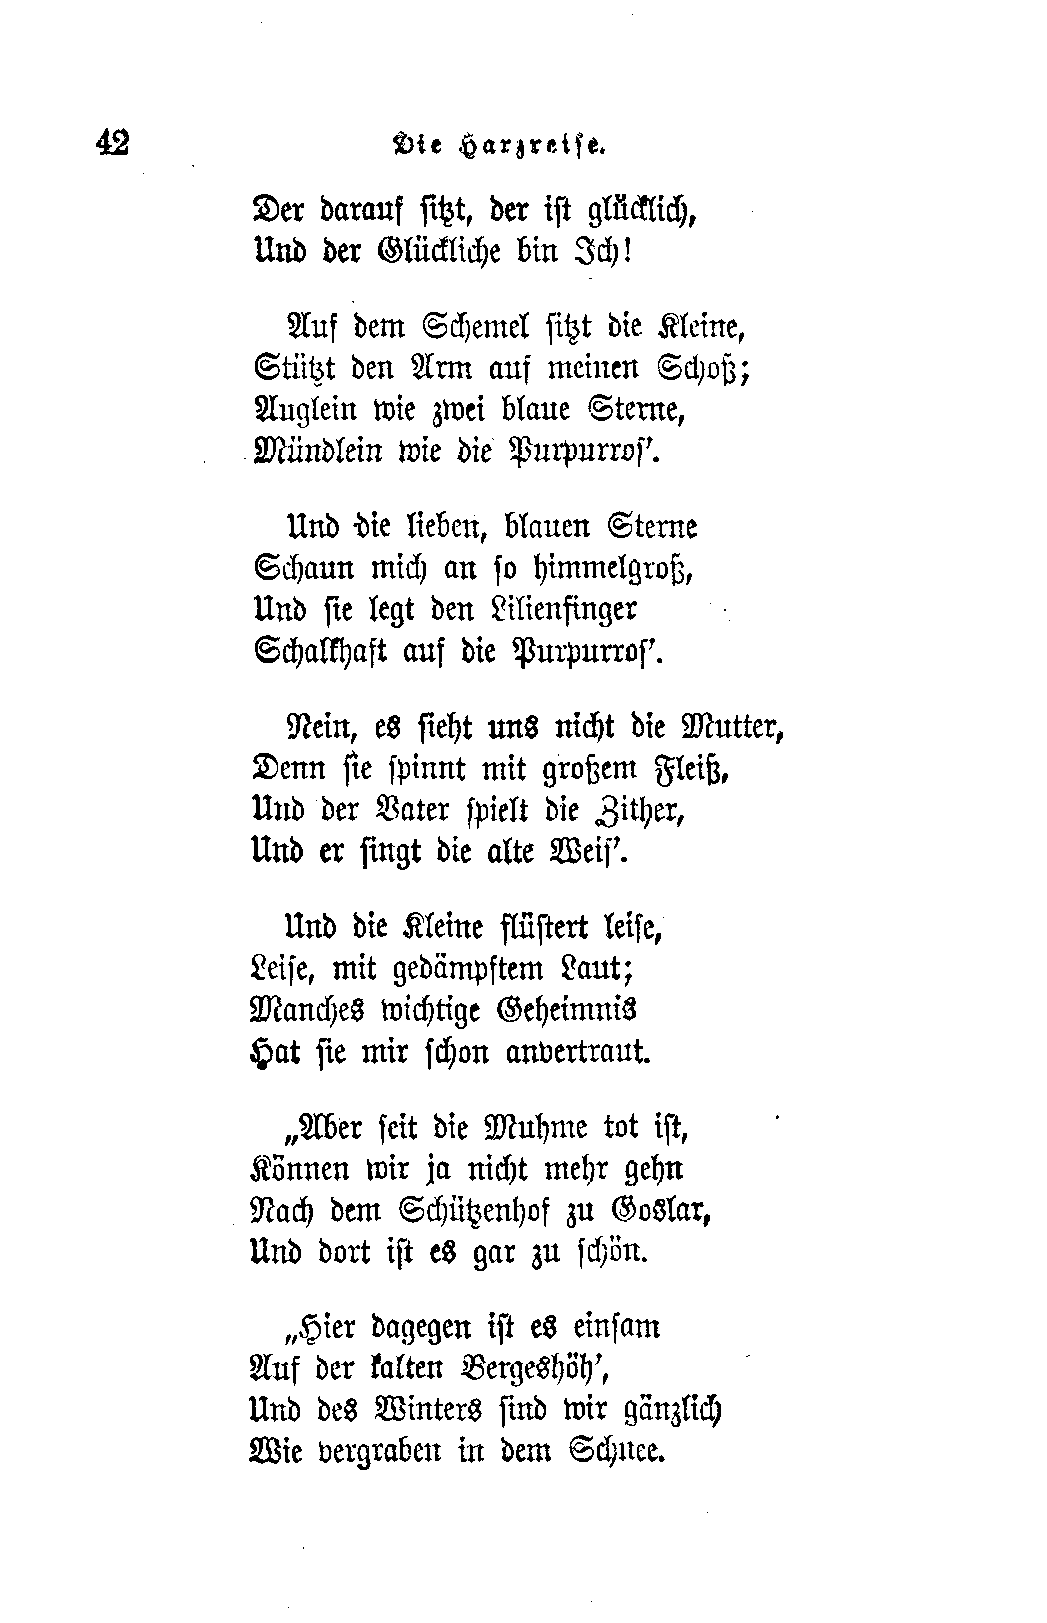 42 Die Harzreise.
Der darauf sitzt, der ist glücklich,
Und der Glückliche bin Ich!
Auf dem Schemel sitzt die Kleine,
Stützt den Arm auf meinen Schoß;
Äuglein wie zwei blaue Sterne,
Mündlein wie die Purpurros'.
Und die lieben, blauen Sterne
Schaun mich an so himmelgroß,
Und sie legt den Lilienfinger
Schalkhaft auf die Purpurros'.
Nein, es sieht uns nicht die Mutter,
Denn sie spinnt mit großem Fleiß,
Und der Vater spielt die Zither,
Und er singt die alte Weis'.
Und die Kleine flüstert leise,
Leise, mit gedämpftem Laut;
Manches wichtige Geheimnis
Hat sie mir schon anvertraut.
„Aber seit die Muhme tot ist,
Können wir ja nicht mehr gehn
Nach dem Schützenhof zu Goslar,
Und dort ist es gar zu schön.
„Hier dagegen ist es einsam
Auf der kalten Bergeshöh',
Und des Winters sind wir gänzlich
Wie vergraben in dem Schnee.